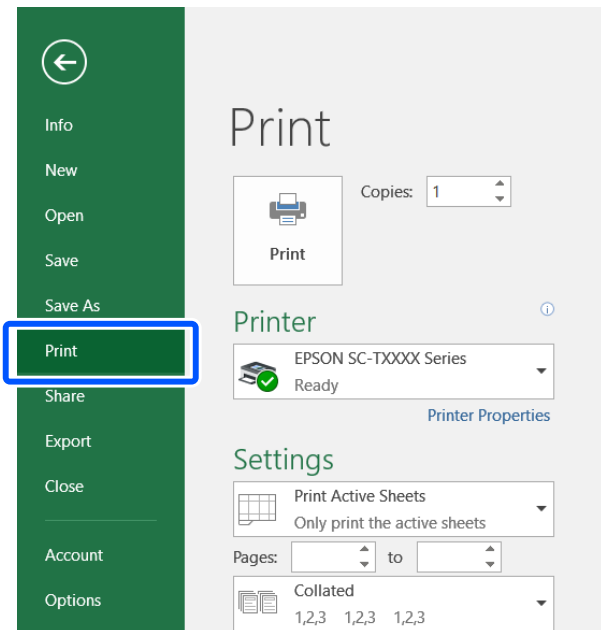 Info
New
Open
Save
Save As
Print
Share
Export
Close
Account
Options
Print
Copies: 1
Print
Printer
EPSON SC-TXXXX Series
Ready
Printer Properties
Settings
Print Active Sheets
Only print the active sheets
Pages: to
Collated
1,2,3 1,2,3 1,2,3